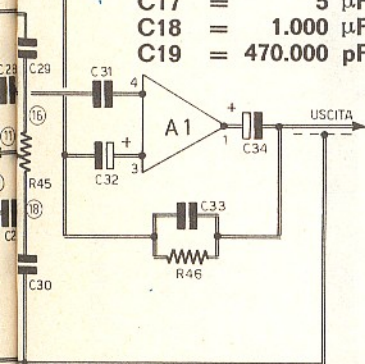 C17 = 5 µF
C18 = 1.000 µF
C19 = 470.000 pF
C28
C29
C31
4
16
+
A1
+
1
C34
USCITA
11
C32
3
R45
18
C33
R46
C30